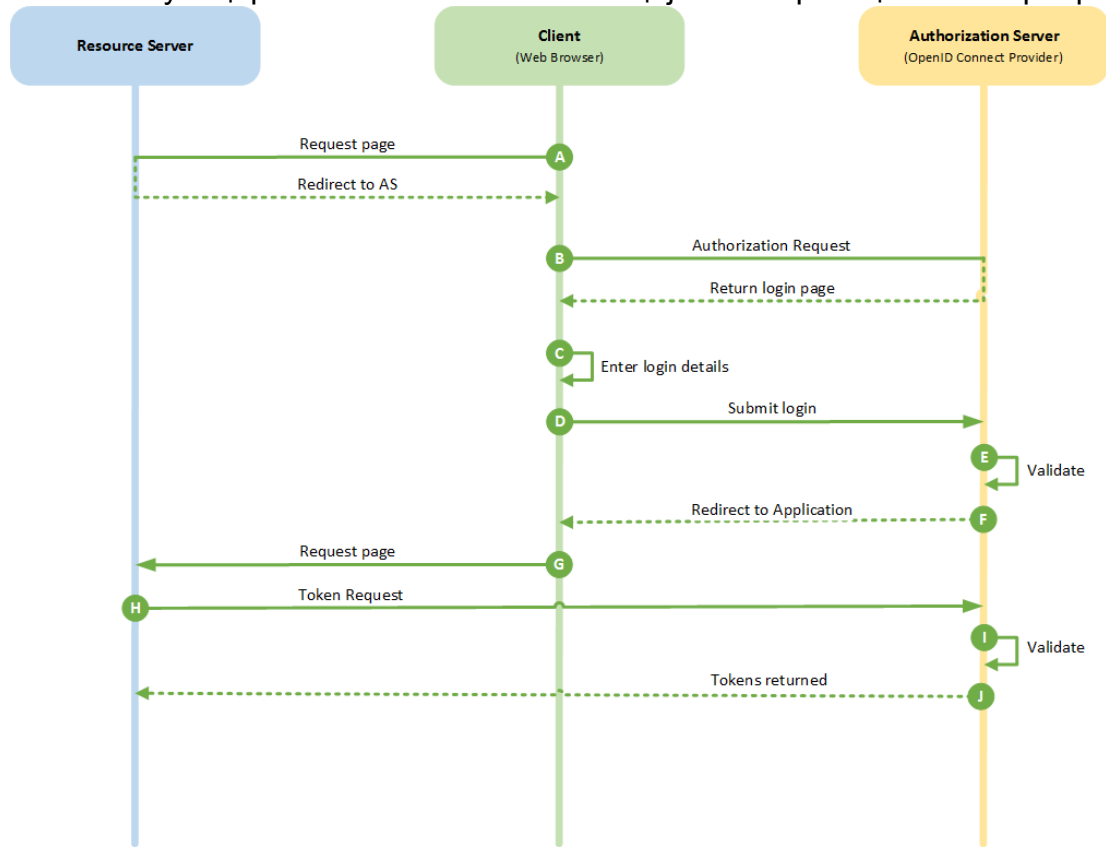 Resource Server
Client
(Web Browser)
Authorization Server
(OpenID Connect Provider)
A
Request page
Redirect to AS
B
Authorization Request
Return login page
C
Enter login details
D
Submit login
E
Validate
Redirect to Application
F
Request page
G
H
Token Request
I
Validate
Tokens returned
J